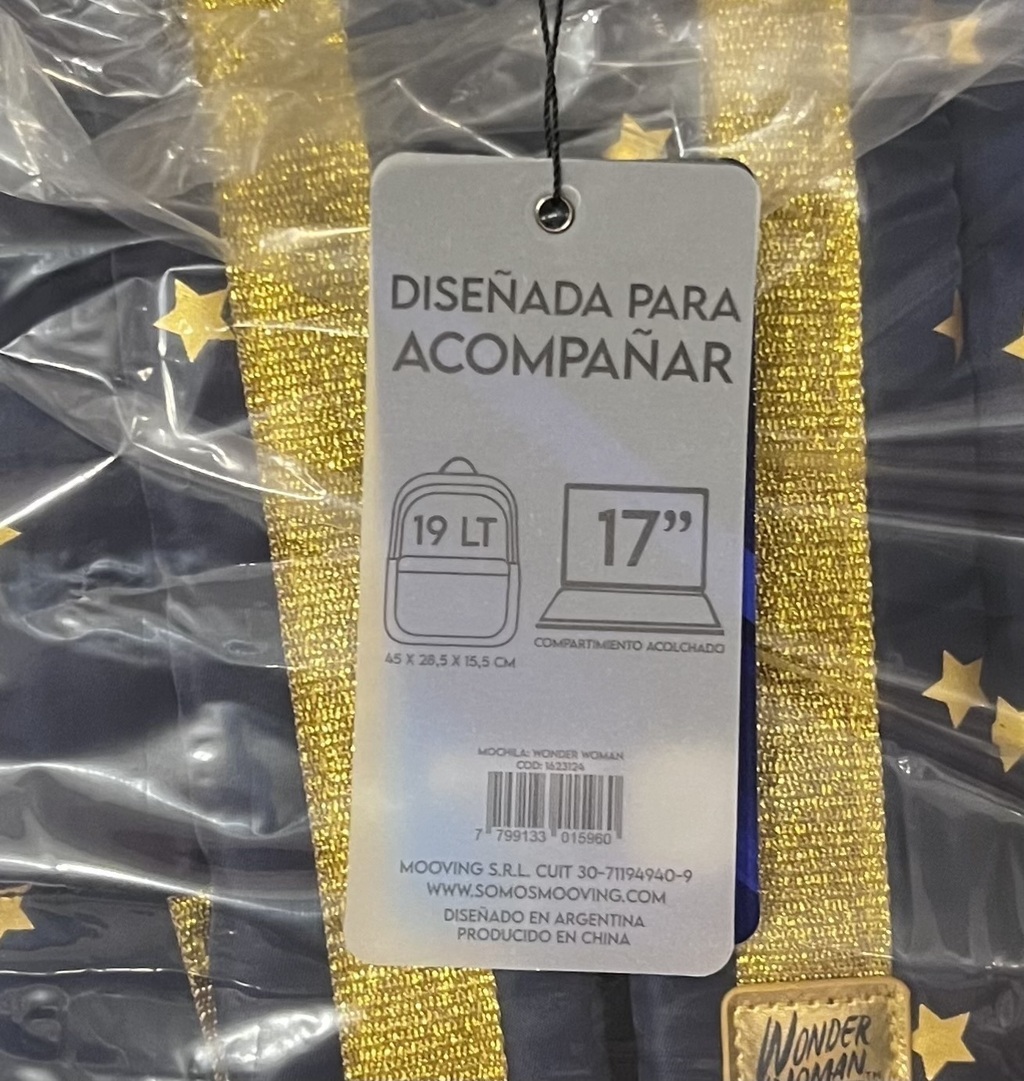 DISEÑADA PARA
ACOMPAÑAR
19 LT
17”
COMPARTIMIENTO ACOLCHADO
45 X 28,5 X 15,5 CM
MOCHILA: WONDER WOMAN
COD: 1623124
7 799133 015960
MOOVING S.R.L. CUIT 30-71194940-9
WWW.SOMOSMOOVING.COM
DISEÑADO EN ARGENTINA
PRODUCIDO EN CHINA
WONDER
WOMAN™